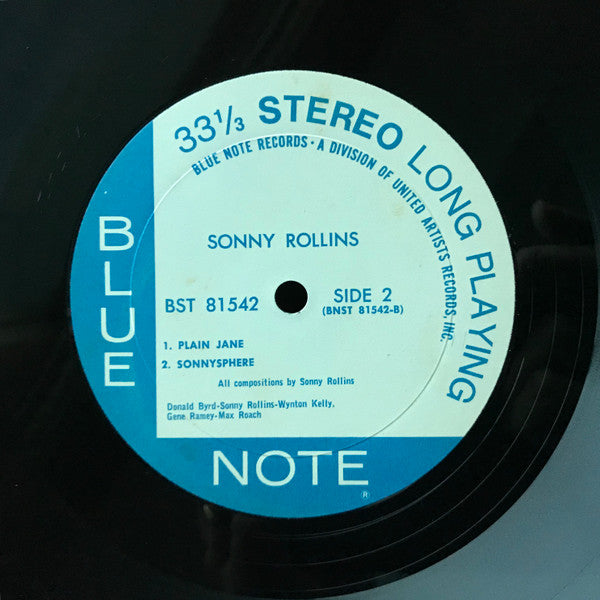 33⅓ STEREO LONG PLAYING
BLUE NOTE RECORDS • A DIVISION OF UNITED ARTISTS RECORDS, INC.
SONNY ROLLINS
BST 81542
SIDE 2
(BNST 81542-B)
1. PLAIN JANE
2. SONNYSPHERE
All compositions by Sonny Rollins
Donald Byrd-Sonny Rollins-Wynton Kelly,
Gene Ramey-Max Roach
BLUE
NOTE
®